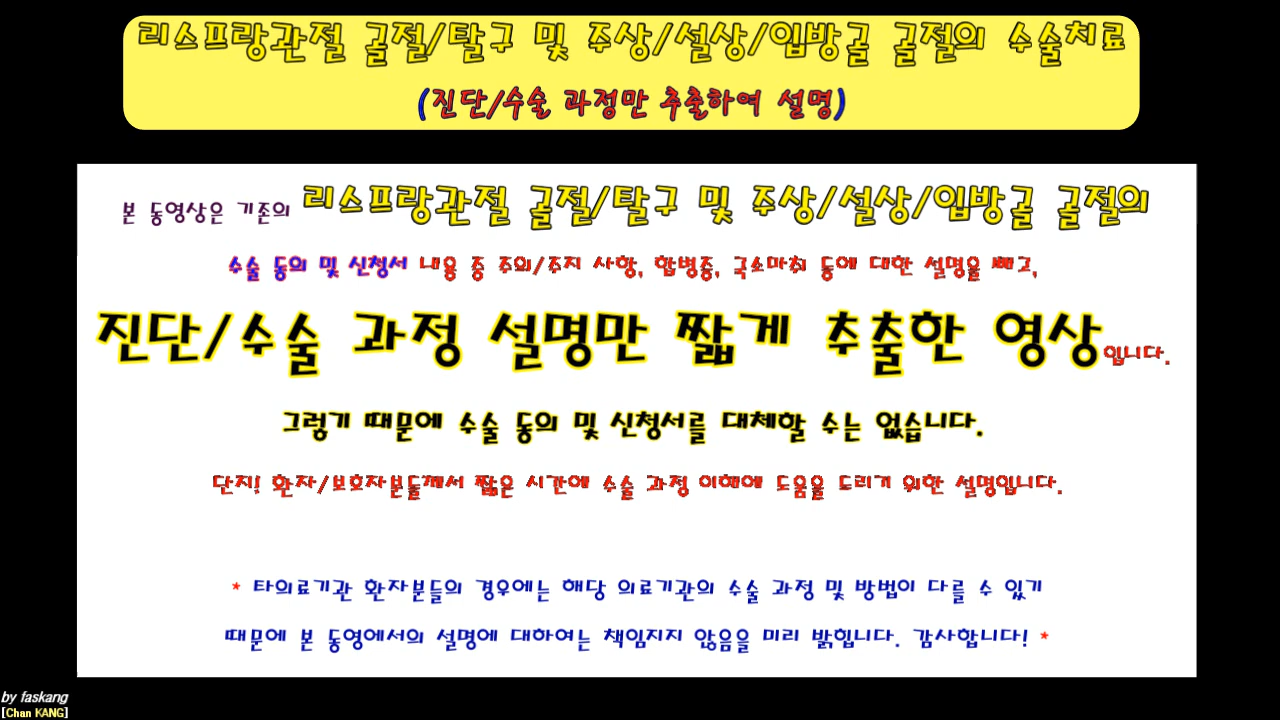 리스프랑관절 골절/탈구 및 주상/설상/입방골 골절의 수술치료
(진단/수술 과정만 추출하여 설명)
본 동영상은 기존의 리스프랑관절 골절/탈구 및 주상/설상/입방골 골절의
수술 동의 및 신청서 내용 중 주의/주지 사항, 합병증, 국소마취 등에 대한 설명을 빼고,
진단/수술 과정 설명만 짧게 추출한 영상입니다.
그렇기 때문에 수술 동의 및 신청서를 대체할 수는 없습니다.
단지! 환자/보호자분들께서 짧은 시간에 수술 과정 이해에 도움을 드리기 위한 설명입니다.
* 타의료기관 환자분들의 경우에는 해당 의료기관의 수술 과정 및 방법이 다를 수 있기
때문에 본 동영에서의 설명에 대하여는 책임지지 않음을 미리 밝힙니다. 감사합니다! *
by faskang
[Chan KANG]